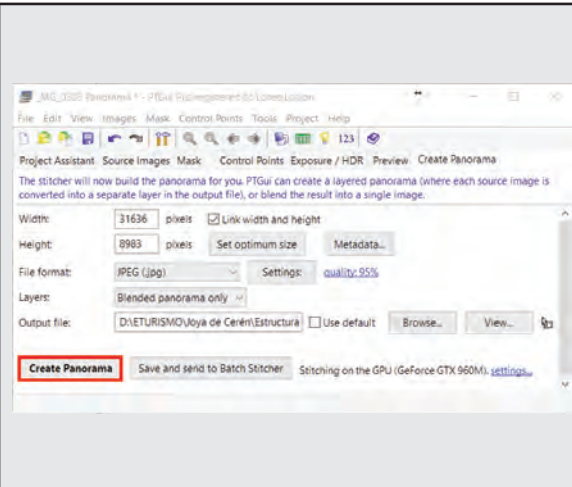 _MG_0305 Panorama * - PTGui Pro
File Edit View Images Mask Control Points Tools Project Help
123
Project Assistant Source Images Mask Control Points Exposure / HDR Preview Create Panorama
The stitcher will now build the panorama for you. PTGui can create a layered panorama (where each source image is
converted into a separate layer in the output file), or blend the result into a single image.
Width: 31636 pixels Link width and height
Height: 8983 pixels Set optimum size Metadata...
File format: JPEG (.jpg) Settings: quality: 95%
Layers: Blended panorama only
Output file: D:\ETURISMO\Joya de Cerén\Estructura Use default Browse... View...
Create Panorama Save and send to Batch Stitcher Stitching on the GPU (GeForce GTX 960M). settings...